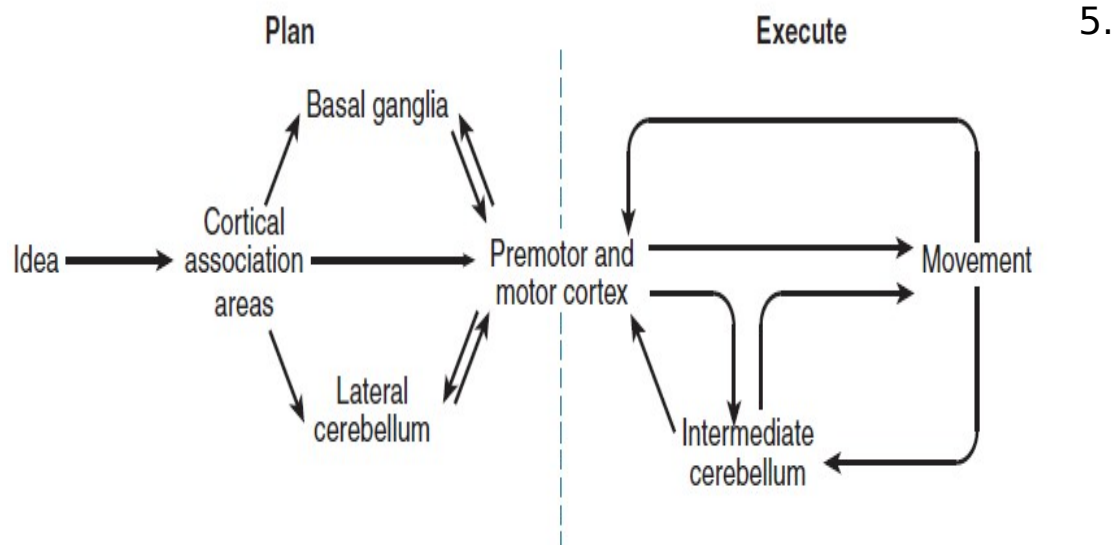 Plan
Execute
5.
Basal ganglia
Idea
Cortical
association
areas
Premotor and
motor cortex
Movement
Lateral
cerebellum
Intermediate
cerebellum